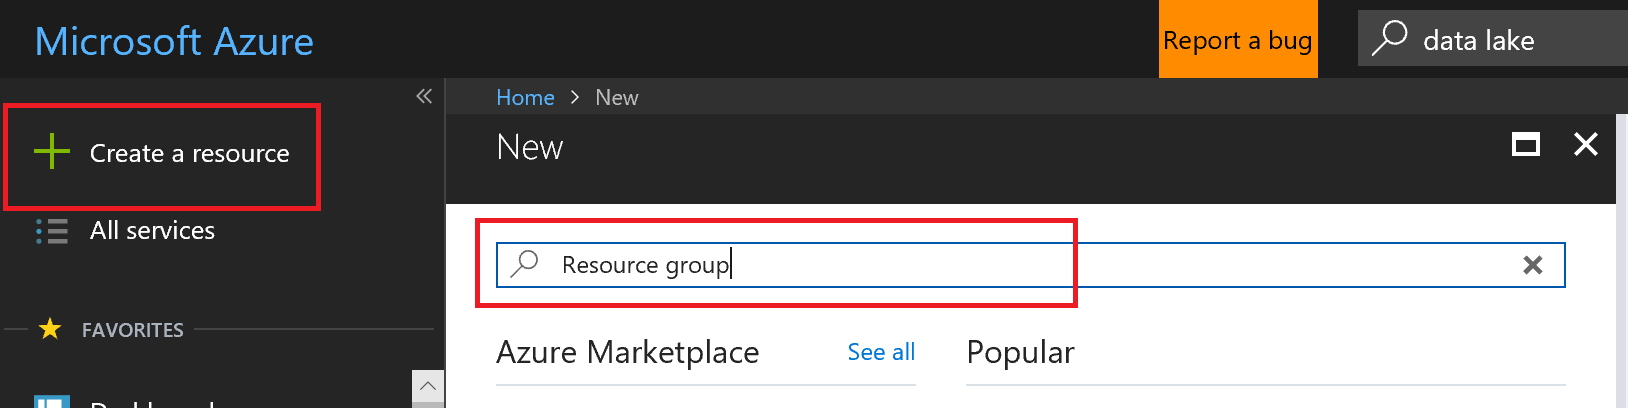 Microsoft Azure
Report a bug
data lake
Home > New
Create a resource
New
All services
Resource group
FAVORITES
Azure Marketplace
See all
Popular